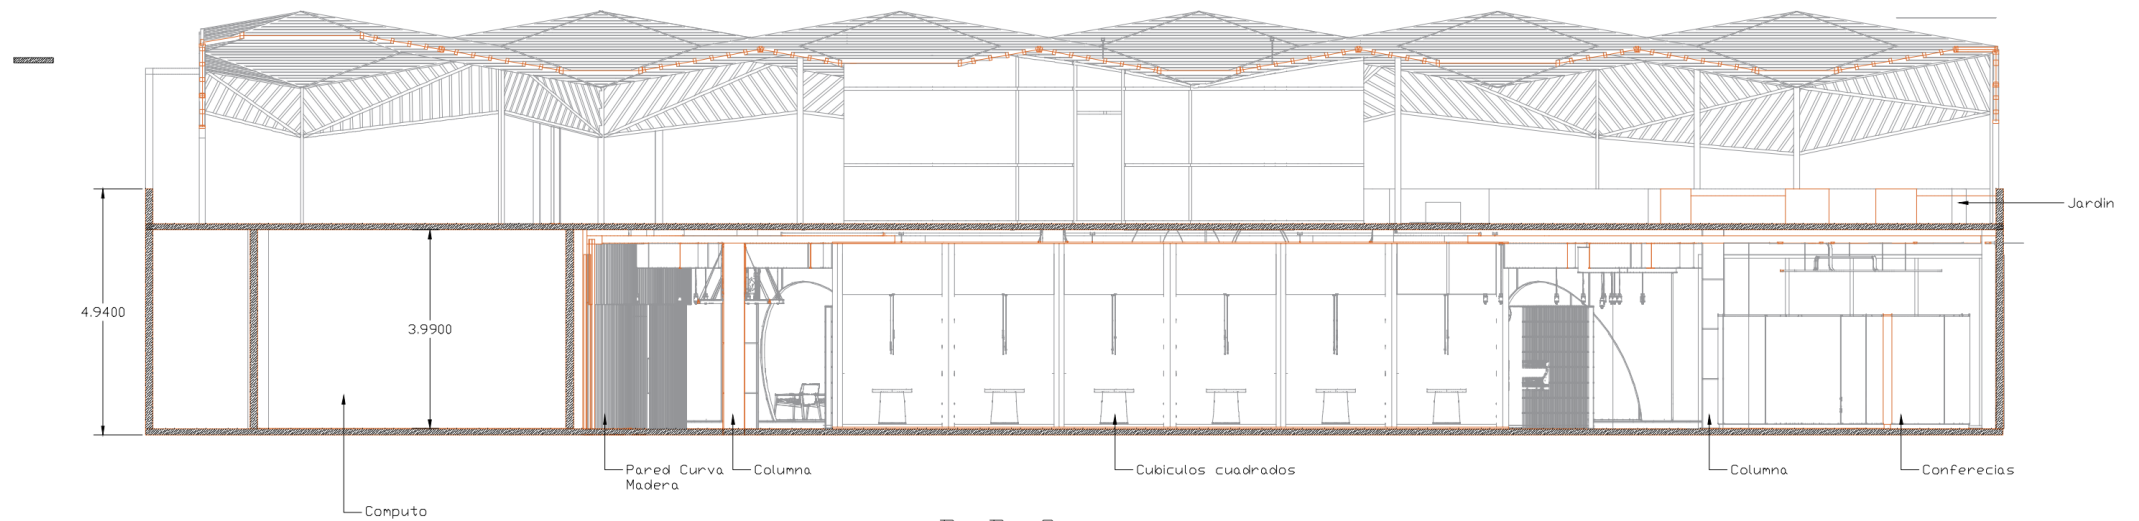 Jardin
4.9400
3.9900
Pared Curva
Madera
Columna
Cubiculos cuadrados
Columna
Conferecias
Computo